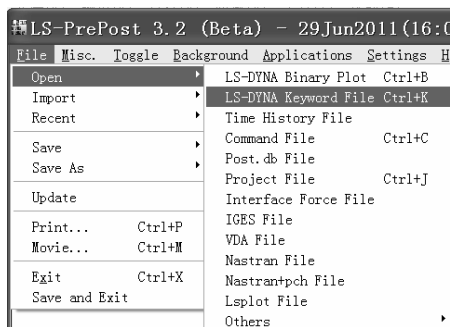 LS-PrePost 3.2 (Beta) - 29Jun2011(16:0
File Misc. Toggle Background Applications Settings H
Open
Import
Recent
Save
Save As
Update
Print... Ctrl+P
Movie... Ctrl+M
Exit Ctrl+X
Save and Exit
LS-DYNA Binary Plot Ctrl+B
LS-DYNA Keyword File Ctrl+K
Time History File
Command File Ctrl+C
Post.db File
Project File Ctrl+J
Interface Force File
IGES File
VDA File
Nastran File
Nastran+pch File
Lsplot File
Others